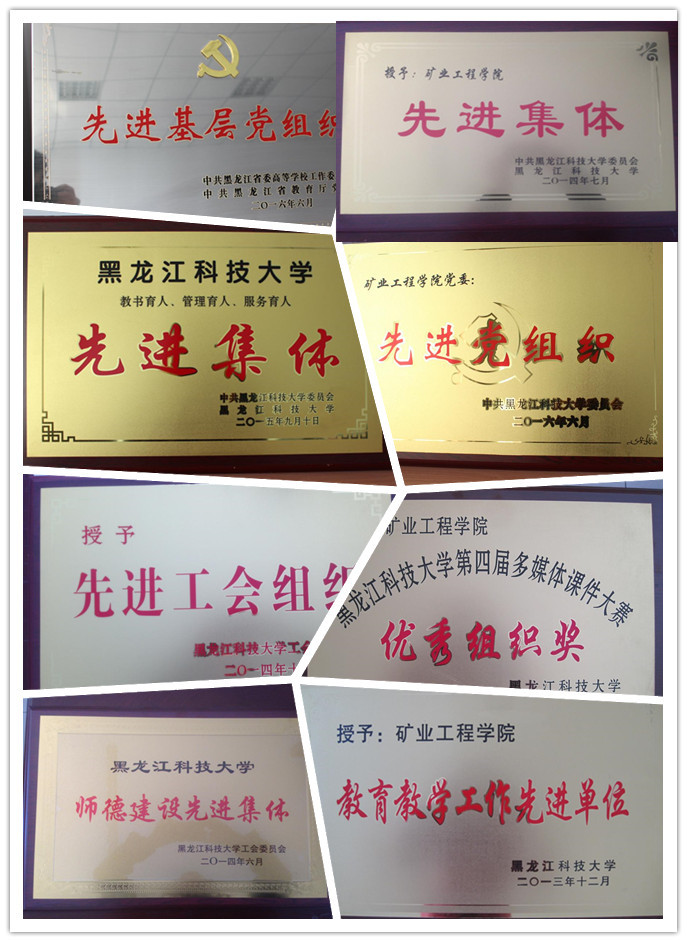 先进基层党组织
中共黑龙江省委高等学校工作委
中共黑龙江省教育厅党
二〇一六年六月
授予：矿业工程学院
先进集体
中共黑龙江科技大学委员会
黑龙江科技大学
二〇一四年七月
黑龙江科技大学
教书育人、管理育人、服务育人
先进集体
中共黑龙江科技大学委员会
黑龙江科技大学
二〇一五年九月十日
矿业工程学院党委：
先进党组织
中共黑龙江科技大学委员会
二〇一六年六月
授予
先进工会组织
黑龙江科技大学工会
二〇一四年十
矿业工程学院
黑龙江科技大学第四届多媒体课件大赛
优秀组织奖
黑龙江科技大学
黑龙江科技大学
师德建设先进集体
黑龙江科技大学工会委员会
二〇一四年六月
授予：矿业工程学院
教育教学工作先进单位
黑龙江科技大学
二〇一三年十二月